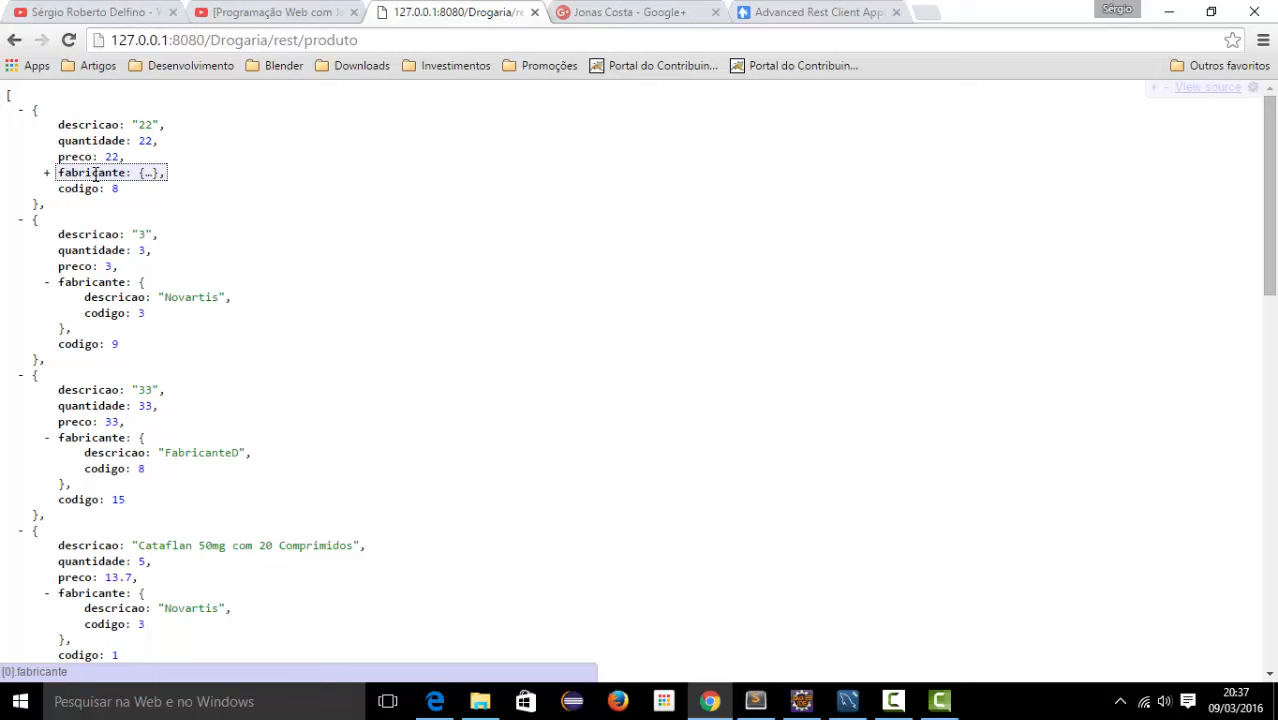 Sérgio Roberto Delfino - Y
[Programação Web com Jo
127.0.0.1:8080/Drogaria/re
Jonas Costa - Google+
Advanced Rest Client Appl
Sérgio
127.0.0.1:8080/Drogaria/rest/produto
Apps
Artigos
Desenvolvimento
Blender
Downloads
Investimentos
Promoções
Portal do Contribuin...
Portal do Contribuin...
Outros favoritos
+ - View source
[
- {
descricao: "22",
quantidade: 22,
preco: 22,
+ fabricante: {…},
codigo: 8
},
- {
descricao: "3",
quantidade: 3,
preco: 3,
- fabricante: {
descricao: "Novartis",
codigo: 3
},
codigo: 9
},
- {
descricao: "33",
quantidade: 33,
preco: 33,
- fabricante: {
descricao: "FabricanteD",
codigo: 8
},
codigo: 15
},
- {
descricao: "Cataflan 50mg com 20 Comprimidos",
quantidade: 5,
preco: 13.7,
- fabricante: {
descricao: "Novartis",
codigo: 3
},
codigo: 1
[0].fabricante
Pesquisar na Web e no Windows
20:37
09/03/2016